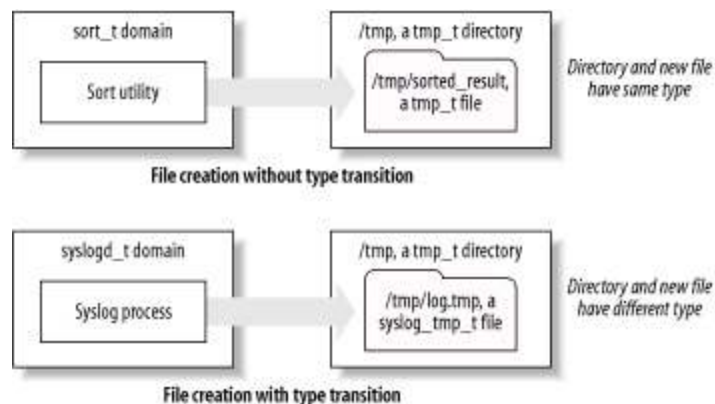 sort_t domain
Sort utility
/tmp, a tmp_t directory
/tmp/sorted_result,
a tmp_t file
Directory and new file
have same type
File creation without type transition
syslogd_t domain
Syslog process
/tmp, a tmp_t directory
/tmp/log.tmp, a
syslog_tmp_t file
Directory and new file
have different type
File creation with type transition